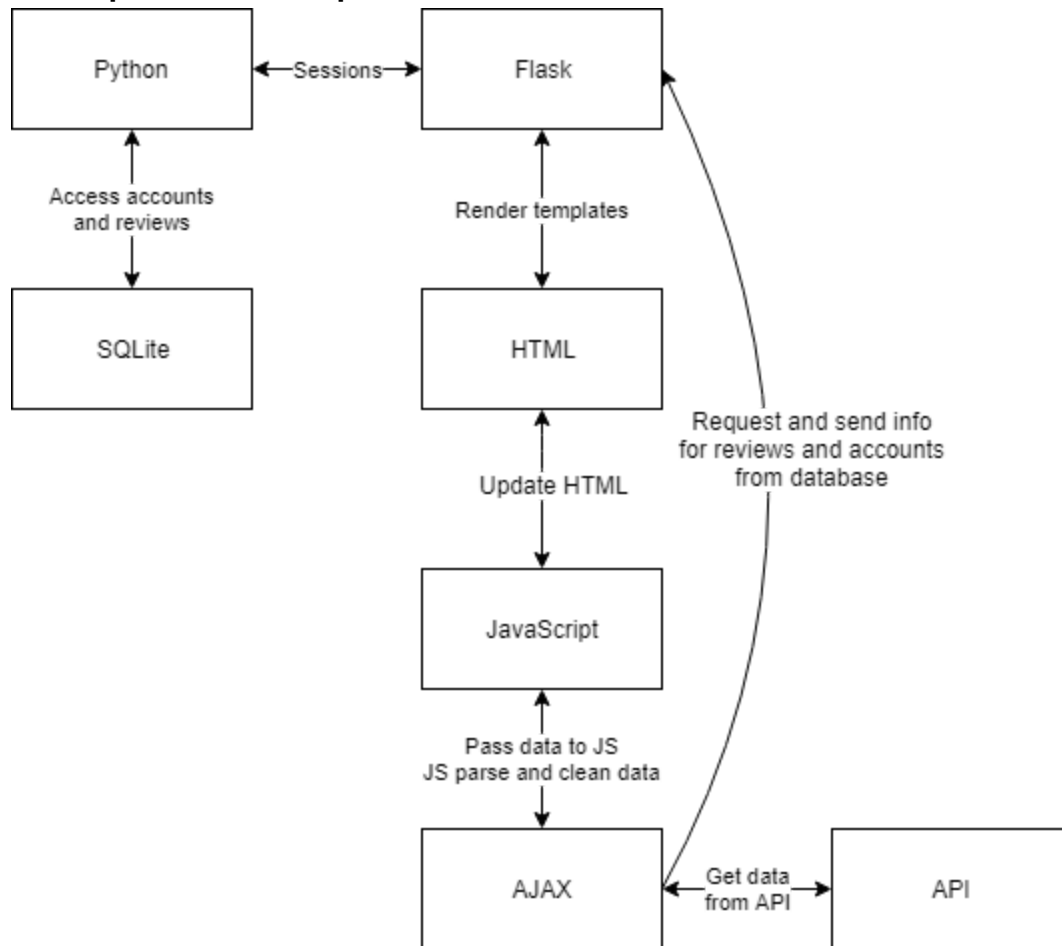 Python
Sessions
Flask
Access accounts
and reviews
Render templates
SQLite
HTML
Request and send info
for reviews and accounts
from database
Update HTML
JavaScript
Pass data to JS
JS parse and clean data
AJAX
Get data
from API
API